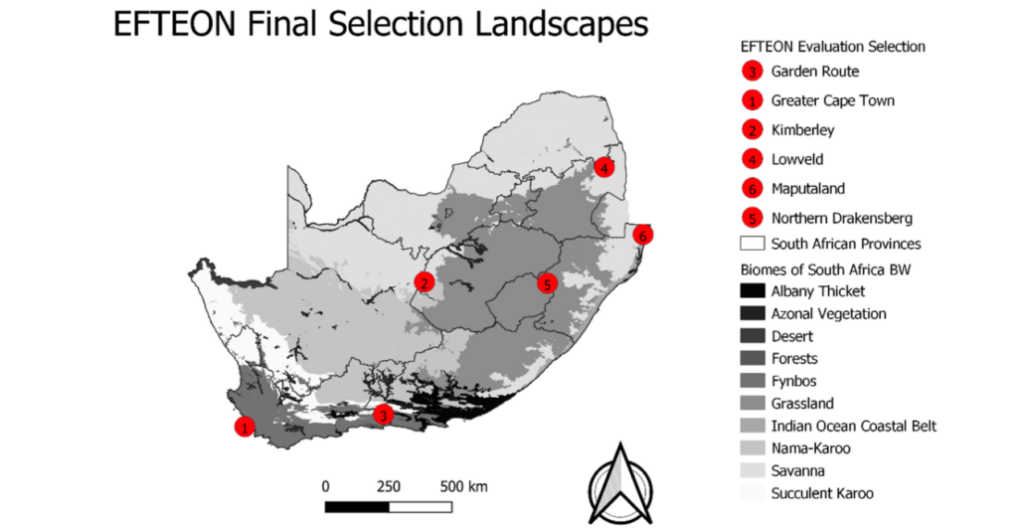 EFTEON Final Selection Landscapes
EFTEON Evaluation Selection
3 Garden Route
1 Greater Cape Town
2 Kimberley
4 Lowveld
6 Maputaland
5 Northern Drakensberg
South African Provinces
Biomes of South Africa BW
Albany Thicket
Azonal Vegetation
Desert
Forests
Fynbos
Grassland
Indian Ocean Coastal Belt
Nama-Karoo
Savanna
Succulent Karoo
4
6
2
5
3
1
0 250 500 km